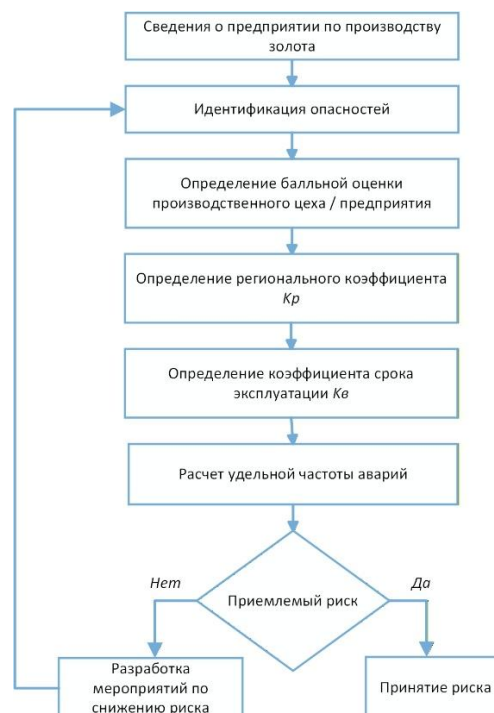 Сведения о предприятии по производству
золота
Идентификация опасностей
Определение балльной оценки
производственного цеха / предприятия
Определение регионального коэффициента
Кр
Определение коэффициента срока
эксплуатации Кв
Расчет удельной частоты аварий
Нет
Приемлемый риск
Да
Разработка
мероприятий по
снижению риска
Принятие риска